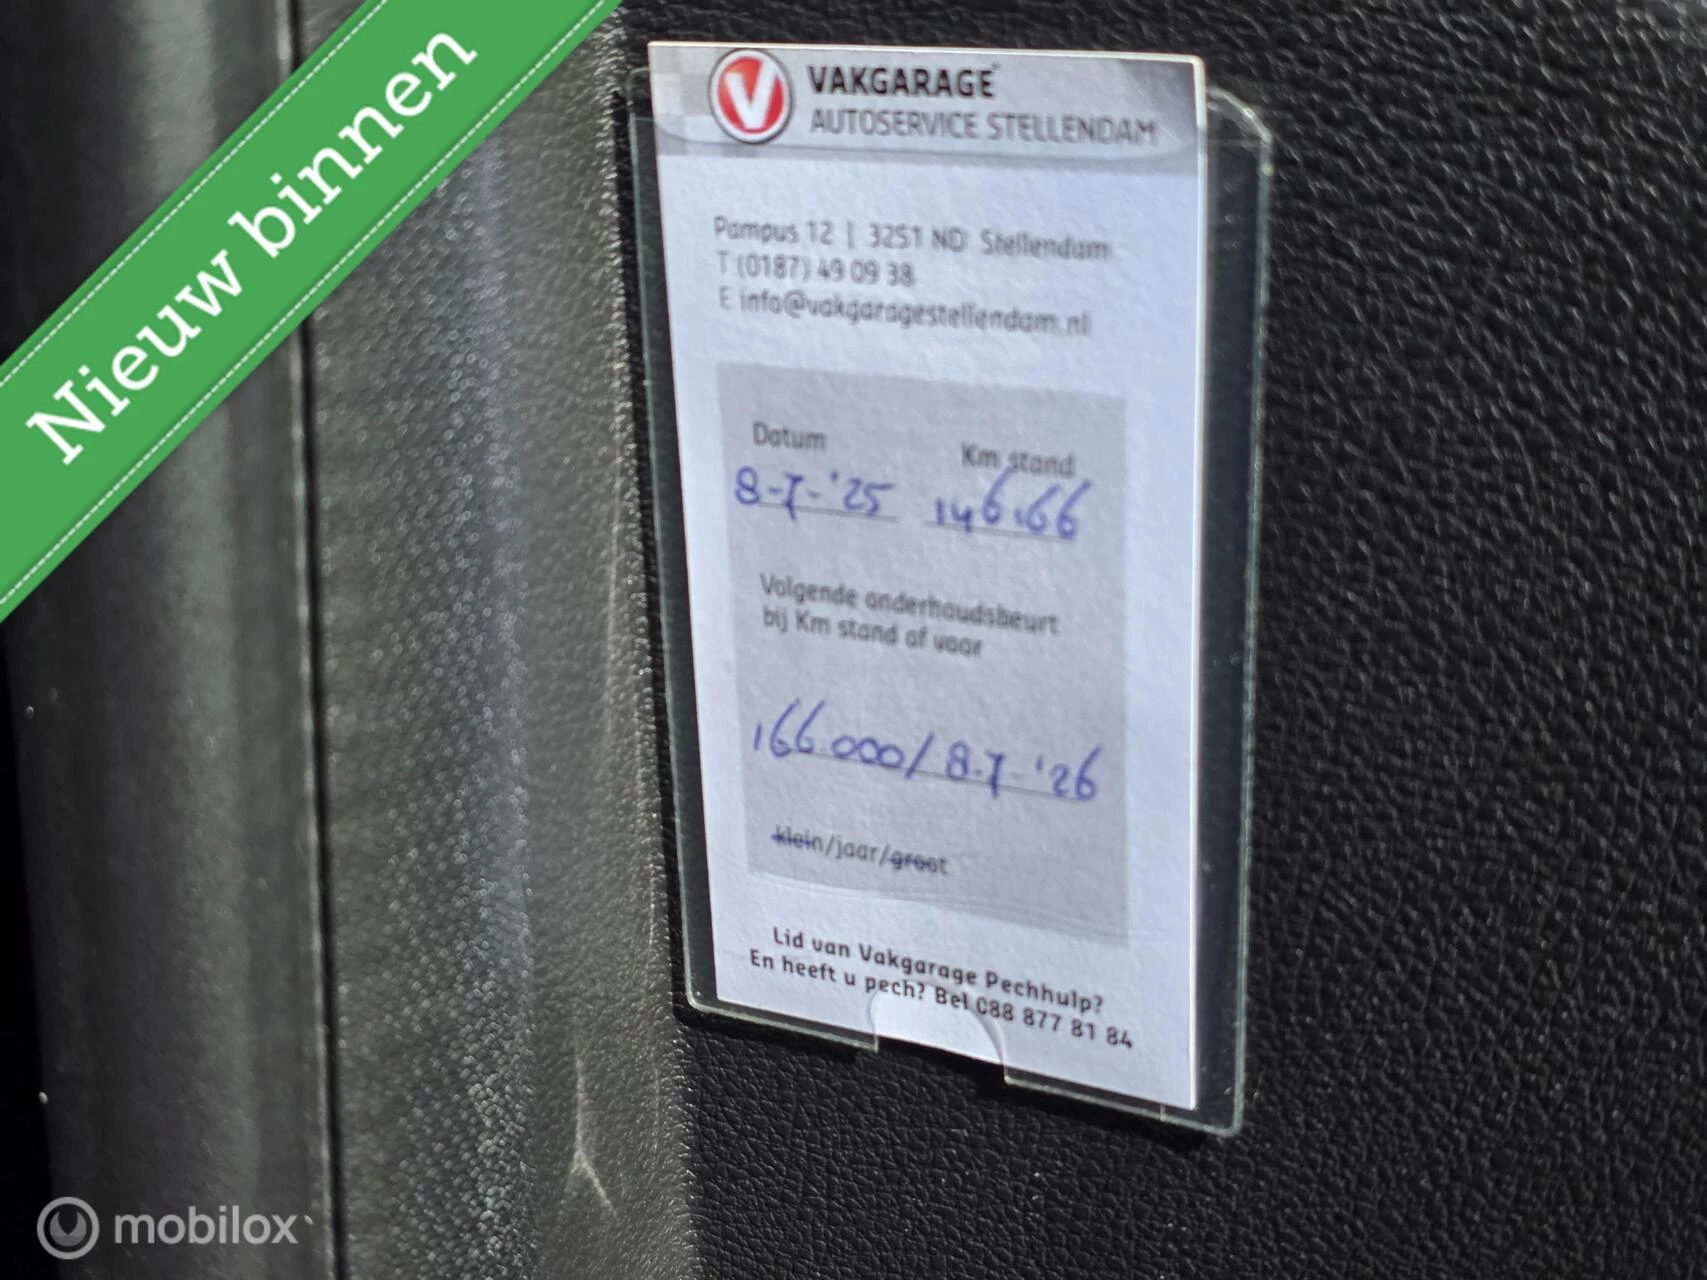 Nieuw binnen
VAKGARAGE
AUTOSERVICE STELLENDAM
Pampus 12 | 3251 ND Stellendam
T (0187) 49 09 38
E info@vakgaragestellendam.nl
Datum Km stand
8-7-'25 146.166
Volgende onderhoudsbeurt
bij Km stand of voor
166.000/8-7-'26
klein/jaar/groot
Lid van Vakgarage Pechhulp?
En heeft u pech? Bel 088 877 81 84
mobilox